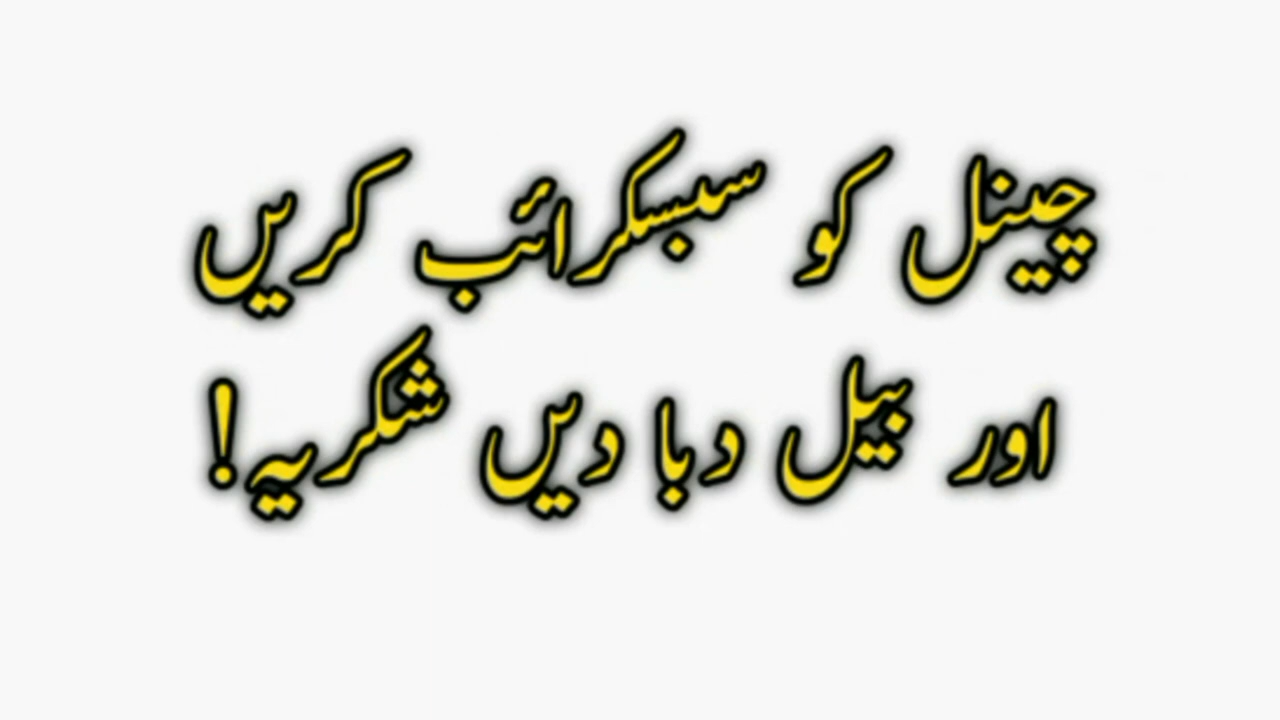 چینل کو سبسکرائب کریں
اور بیل دبا دیں شکریہ!